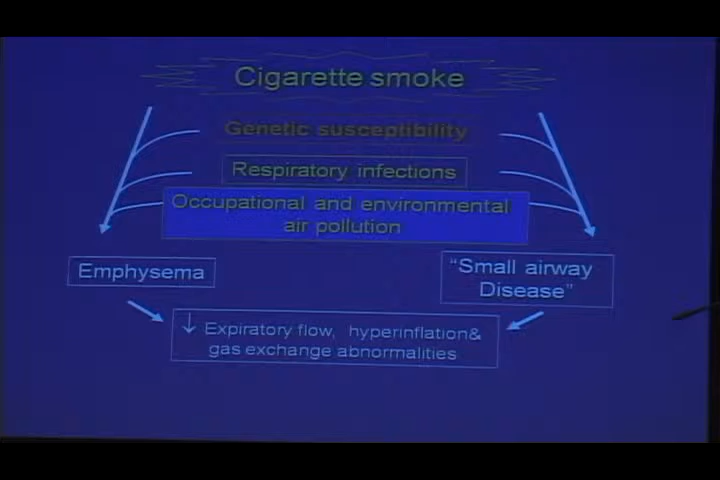 Cigarette smoke
Genetic susceptibility
Respiratory infections
Occupational and environmental
air pollution
Emphysema
“Small airway
Disease”
↓ Expiratory flow, hyperinflation&
gas exchange abnormalities